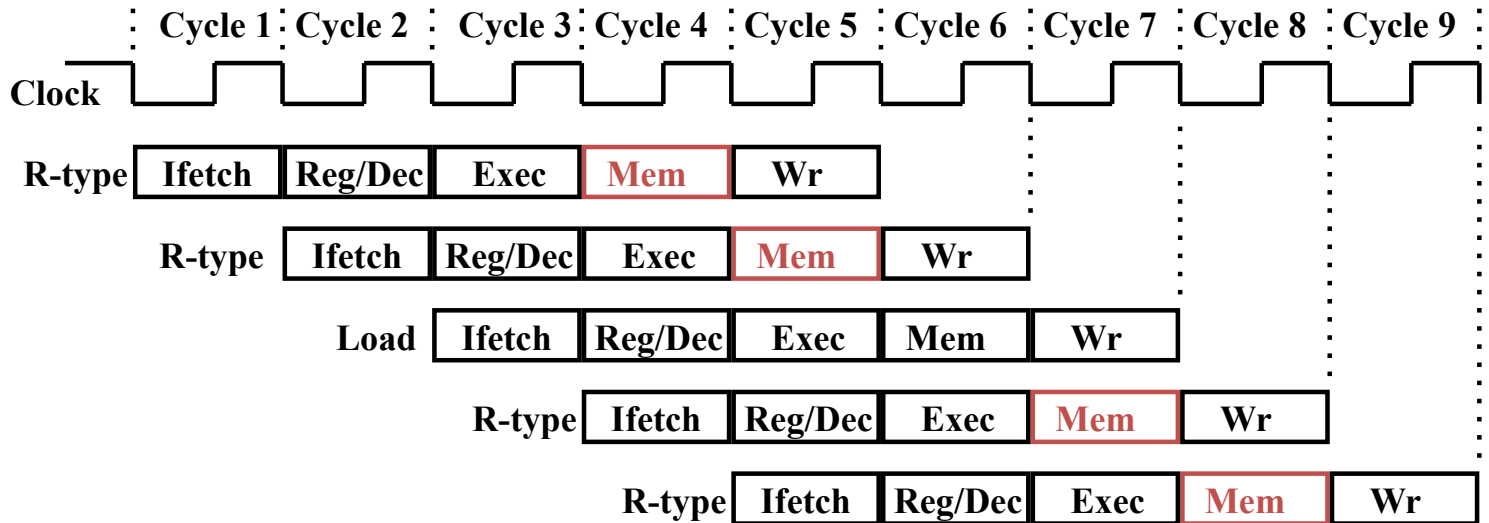 Cycle 1 Cycle 2 Cycle 3 Cycle 4 Cycle 5 Cycle 6 Cycle 7 Cycle 8 Cycle 9
Clock
R-type Ifetch Reg/Dec Exec Mem Wr
R-type Ifetch Reg/Dec Exec Mem Wr
Load Ifetch Reg/Dec Exec Mem Wr
R-type Ifetch Reg/Dec Exec Mem Wr
R-type Ifetch Reg/Dec Exec Mem Wr